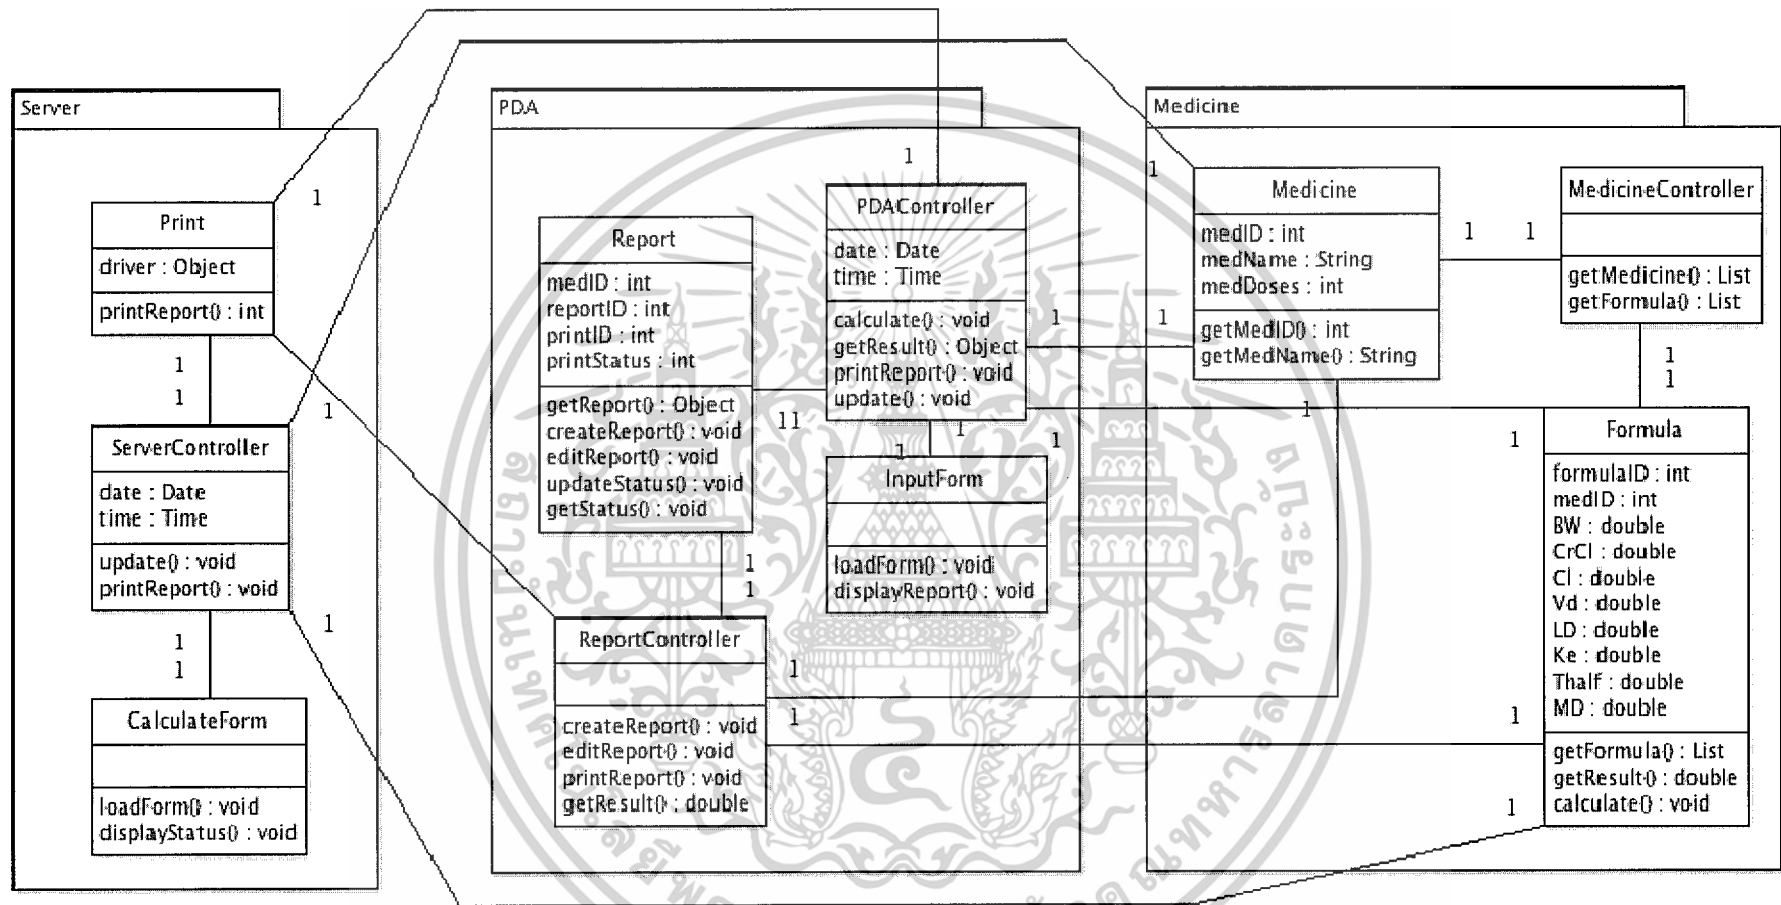 Server
Print
driver : Object
printReport() : int
1
1
1
ServerController
date : Date
time : Time
update() : void
printReport() : void
1
1
1
1
CalculateForm
loadForm() : void
displayStatus() : void
PDA
Report
medID : int
reportID : int
printID : int
printStatus : int
getReport() : Object
createReport() : void
editReport() : void
updateStatus() : void
getStatus() : void
1
PDAController
date : Date
time : Time
calculate() : void
getResult() : Object
printReport() : void
update() : void
11
1
1
1
1
InputForm
loadForm() : void
displayReport() : void
1
1
ReportController
createReport() : void
editReport() : void
printReport() : void
getResult() : double
1
1
Medicine
1
Medicine
medID : int
medName : String
medDoses : int
getMedID() : int
getMedName() : String
1
1
1
1
MedicineController
getMedicine() : List
getFormula() : List
1
1
1
Formula
formulaID : int
medID : int
BW : double
CrCl : double
Cl : double
Vd : double
LD : double
Ke : double
Thalf : double
MD : double
getFormula() : List
getResult() : double
calculate() : void
1
1